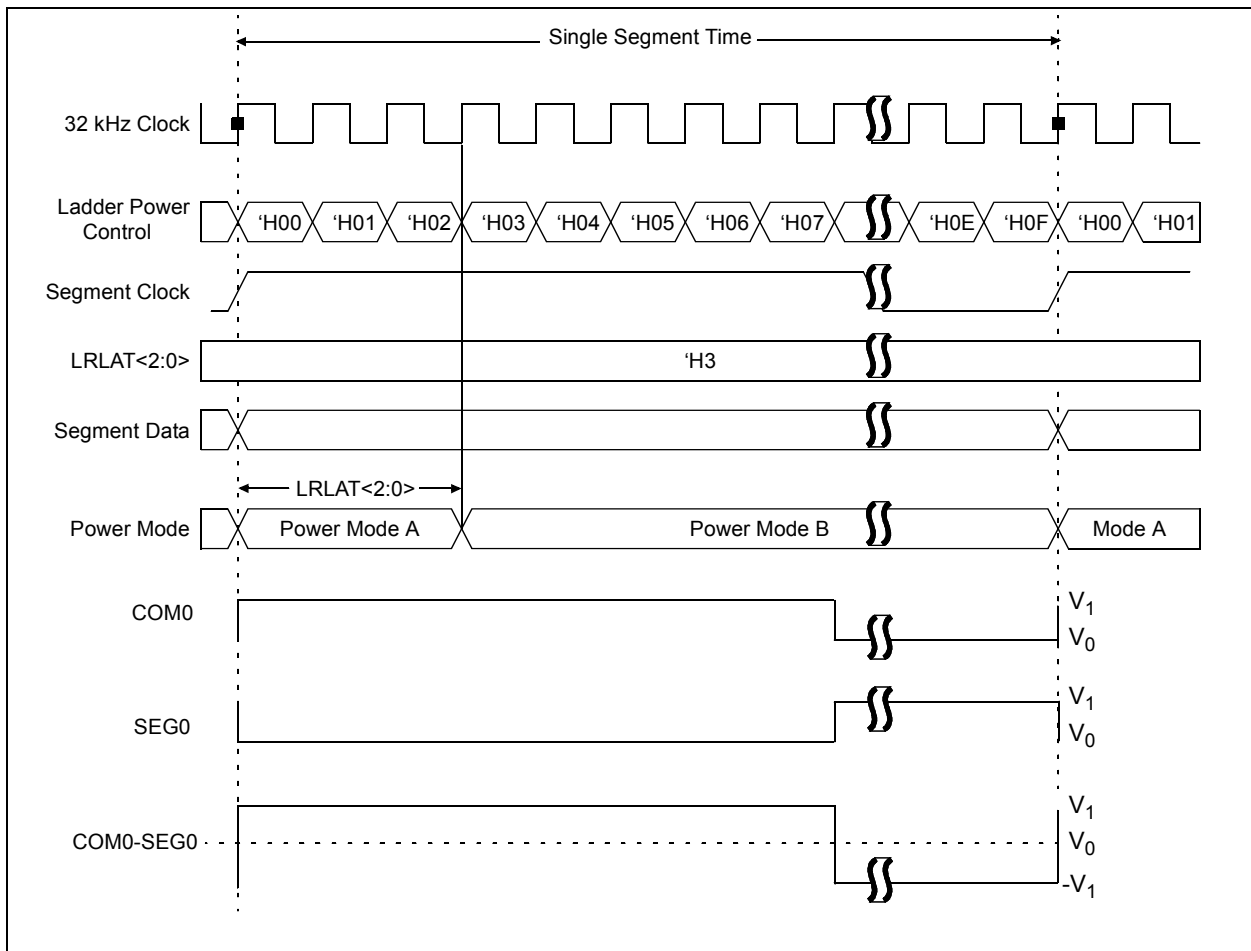 Single Segment Time
32 kHz Clock
Ladder Power
Control
‘H00 ‘H01 ‘H02 ‘H03 ‘H04 ‘H05 ‘H06 ‘H07 ‘H0E ‘H0F ‘H00 ‘H01
Segment Clock
LRLAT<2:0>
‘H3
Segment Data
LRLAT<2:0>
Power Mode
Power Mode A
Power Mode B
Mode A
COM0
V1
V0
SEG0
V1
V0
COM0-SEG0
V1
V0
-V1